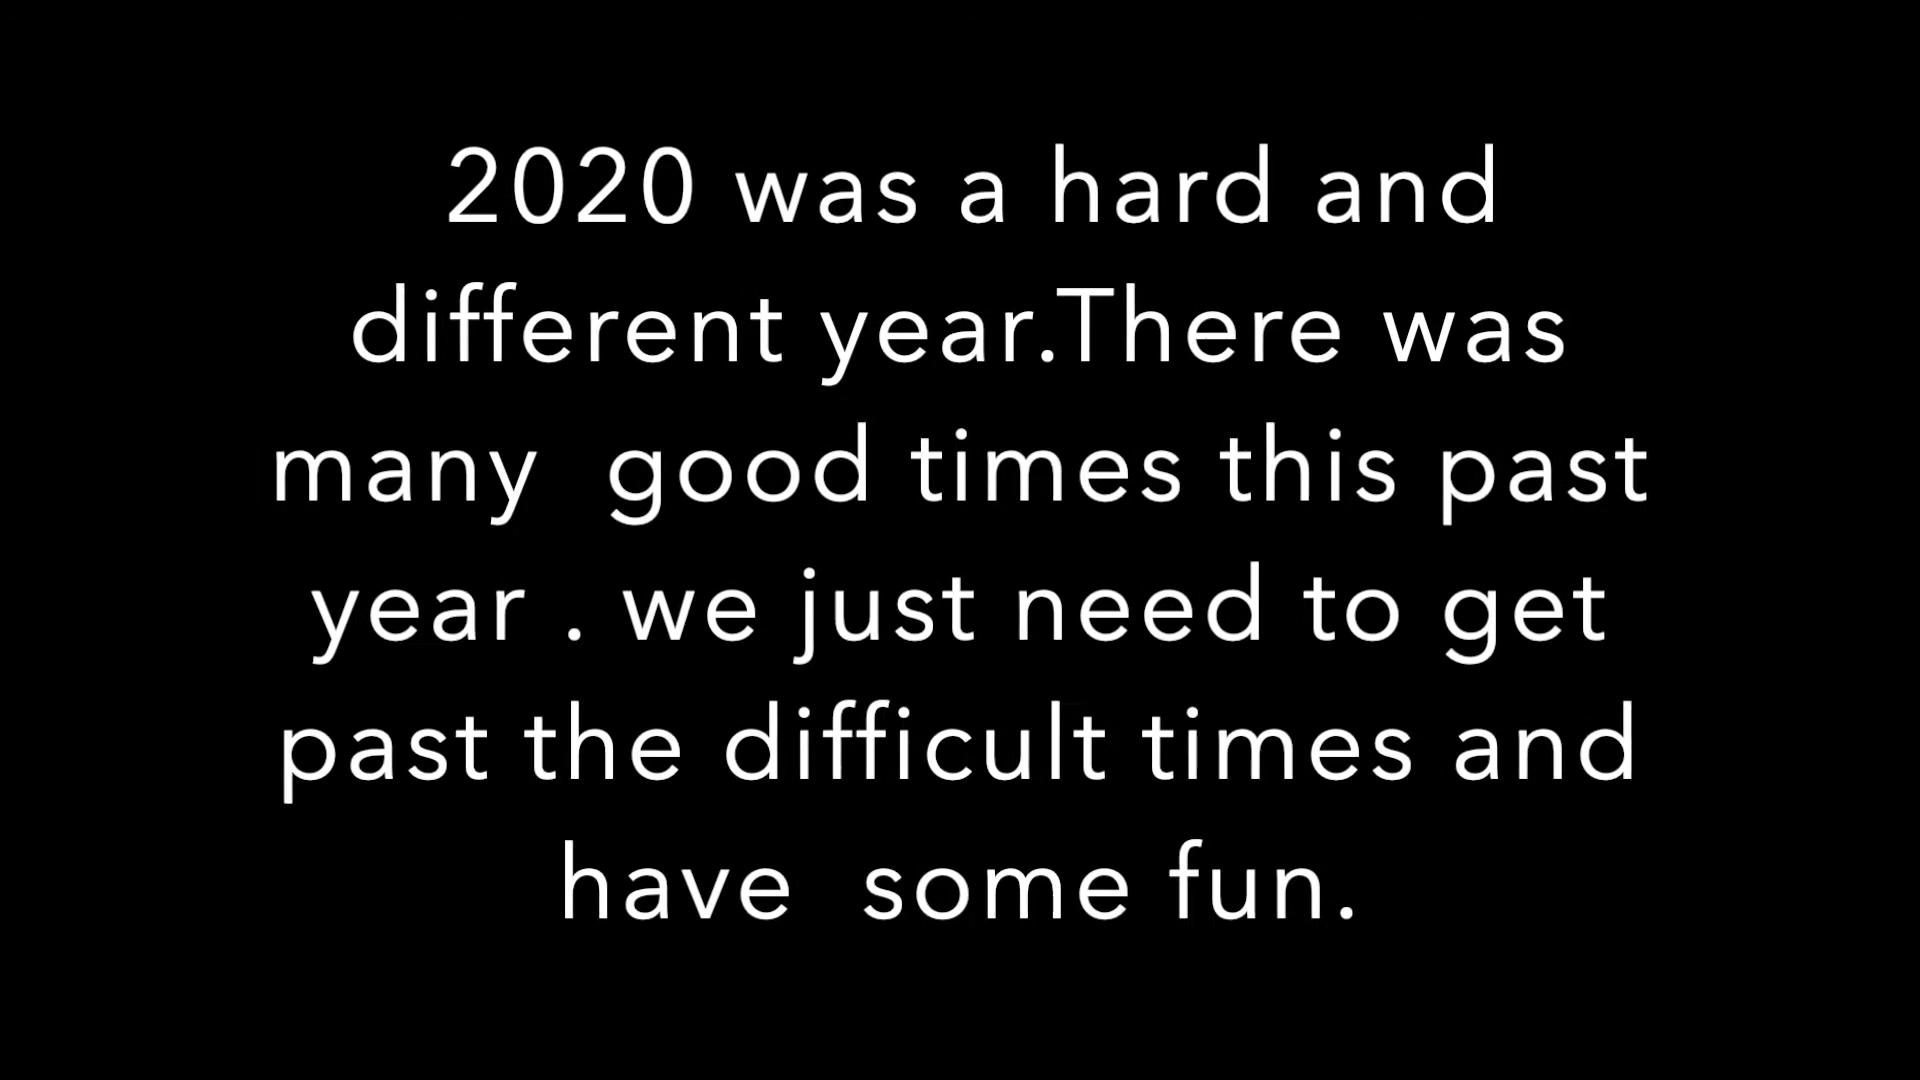 2020 was a hard and
different year.There was
many  good times this past
year . we just need to get
past the difficult times and
have  some fun.